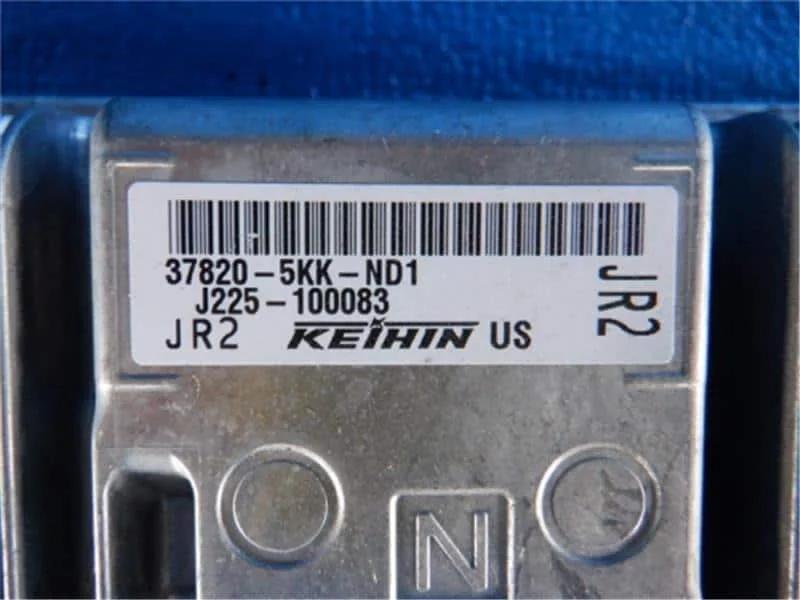 37820-5KK-ND1
J225-100083
JR2 KEIHIN US
JR2
N